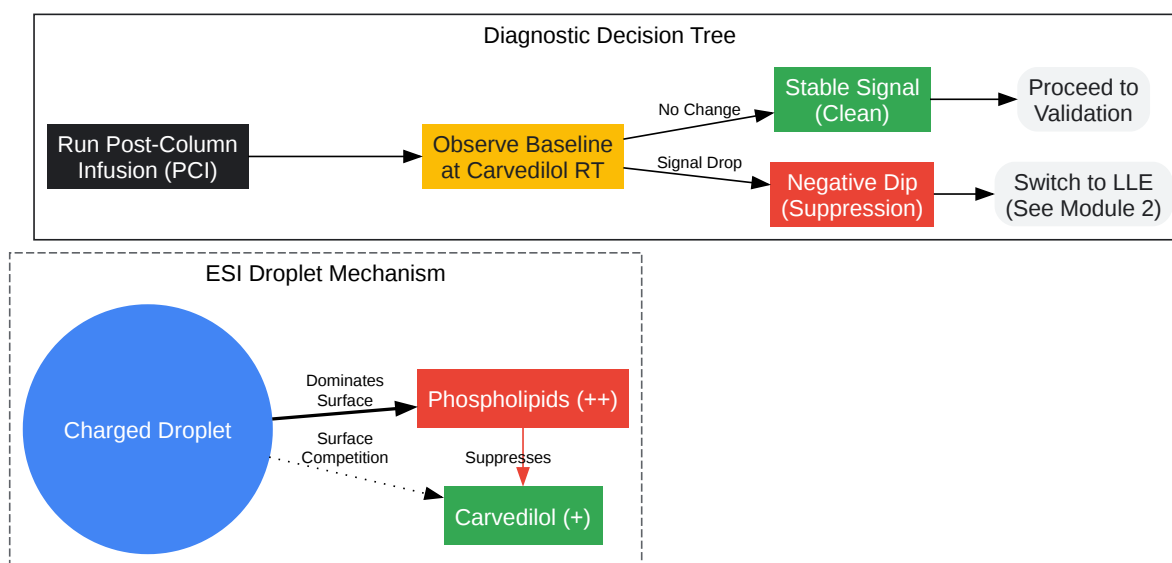 Diagnostic Decision Tree
Run Post-Column
Infusion (PCI)
Observe Baseline
at Carvedilol RT
No Change
Signal Drop
Stable Signal
(Clean)
Negative Dip
(Suppression)
Proceed to
Validation
Switch to LLE
(See Module 2)
ESI Droplet Mechanism
Charged Droplet
Dominates
Surface
Surface
Competition
Phospholipids (++)
Suppresses
Carvedilol (+)